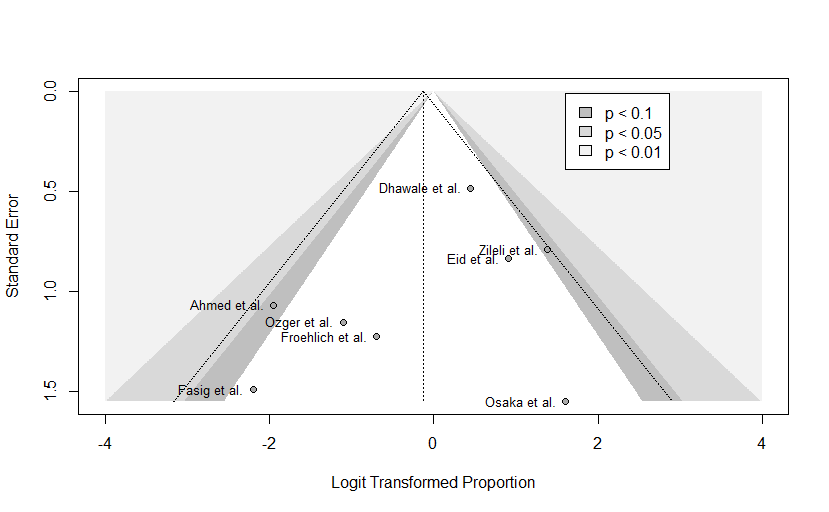 0.0
0.5
1.0
1.5
Standard Error
p < 0.1
p < 0.05
p < 0.01
Dhawale et al.
Zileli et al.
Eid et al.
Ahmed et al.
Ozger et al.
Froehlich et al.
Pasig et al.
Osaka et al.
-4
-2
0
2
4
Logit Transformed Proportion